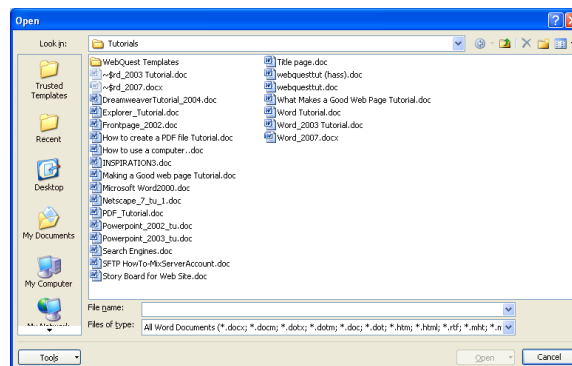 Open
Look in:
Tutorials
Trusted
Templates
Recent
Desktop
My Documents
My Computer
WebQuest Templates
~$rd_2003 Tutorial.doc
~$rd_2007.docx
DreamweaverTutorial_2004.doc
Explorer_Tutorial.doc
Frontpage_2002.doc
How to create a PDF file Tutorial.doc
How to use a computer..doc
INSPIRATION3.doc
Making a Good web page Tutorial.doc
Microsoft Word2000.doc
Netscape_7_tu_1.doc
PDF_Tutorial.doc
Powerpoint_2002_tu.doc
Powerpoint_2003_tu.doc
Search Engines.doc
SFTP HowTo-MixServerAccount.doc
Story Board for Web Site.doc
Title page.doc
webquesttut (hass).doc
webquesttut.doc
What Makes a Good Web Page Tutorial.doc
Word Tutorial.doc
Word_2003 Tutorial.doc
Word_2007.docx
File name:
Files of type:
All Word Documents (*.docx; *.docm; *.dotx; *.dotm; *.doc; *.dot; *.htm; *.html; *.rtf; *.mht; *.m
Tools
Open
Cancel